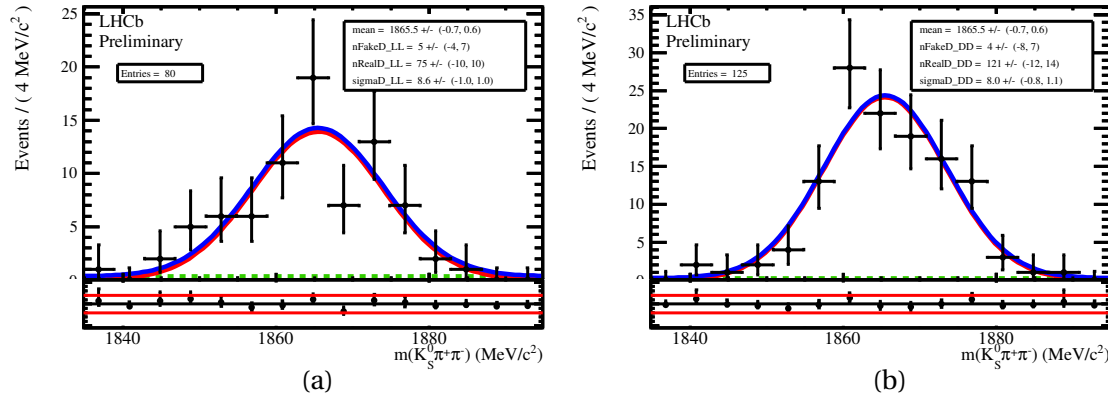 LHCb
Preliminary
Entries = 80
mean = 1865.5 +/- (-0.7, 0.6)
nFakeD_LL = 5 +/- (-4, 7)
nRealD_LL = 75 +/- (-10, 10)
sigmaD_LL = 8.6 +/- (-1.0, 1.0)
Events / ( 4 MeV/c² )
25
20
15
10
5
0
1840 1860 1880
m(K⁰_Sπ⁺π⁻) (MeV/c²)
(a)
LHCb
Preliminary
Entries = 125
mean = 1865.5 +/- (-0.7, 0.6)
nFakeD_DD = 4 +/- (-8, 7)
nRealD_DD = 121 +/- (-12, 14)
sigmaD_DD = 8.0 +/- (-0.8, 1.1)
Events / ( 4 MeV/c² )
35
30
25
20
15
10
5
0
1840 1860 1880
m(K⁰_Sπ⁺π⁻) (MeV/c²)
(b)